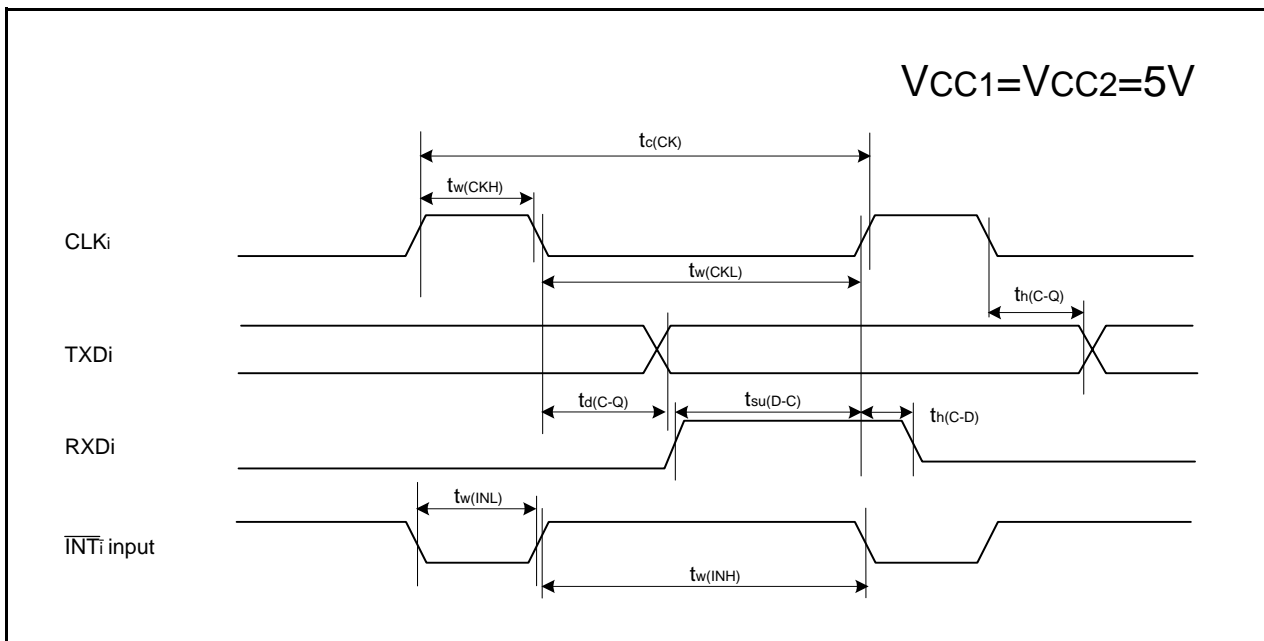 VCC1=VCC2=5V
tc(CK)
tw(CKH)
CLKi
tw(CKL)
th(C-Q)
TXDi
td(C-Q)
tsu(D-C)
th(C-D)
RXDi
tw(INL)
I̅N̅T̅i̅ input
tw(INH)